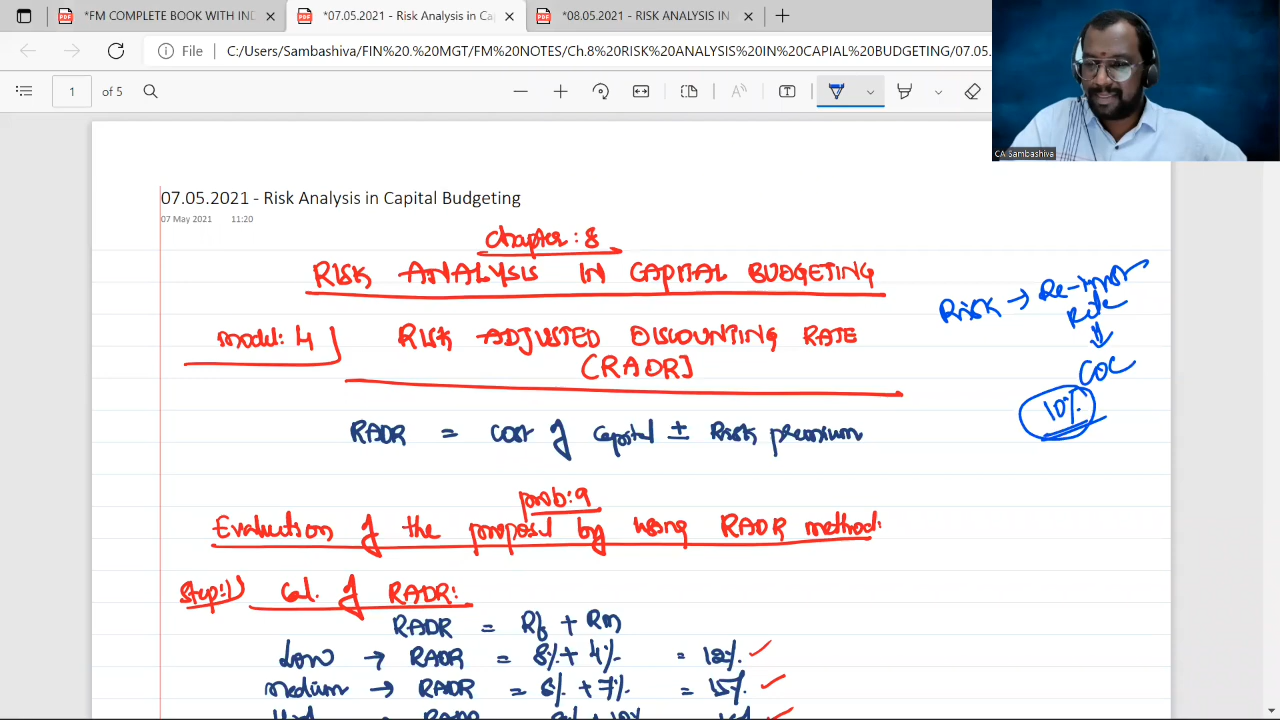 *FM COMPLETE BOOK WITH IND
*07.05.2021 - Risk Analysis in Ca
*08.05.2021 - RISK ANALYSIS IN
File
C:/Users/Sambashiva/FIN%20.%20MGT/FM%20NOTES/Ch.8%20RISK%20ANALYSIS%20IN%20CAPIAL%20BUDGETING/07.05.
1 of 5
CA Sambashiva
07.05.2021 - Risk Analysis in Capital Budgeting
07 May 2021 11:20
Chapter: 8
RISK ANALYSIS IN CAPITAL BUDGETING
Model: 4
RISK ADJUSTED DISCOUNTING RATE
(RADR]
RADR = Cost of Capital ± Risk premium
Risk →
Rate
COC
10%
prob: 9
Evaluation of the proposal by using RADR method:
Step:1) Cal. of RADR:
RADR = Rf + Rm
Low → RADR = 8% + 4% = 12%
Medium → RADR = 8% + 7% = 15%